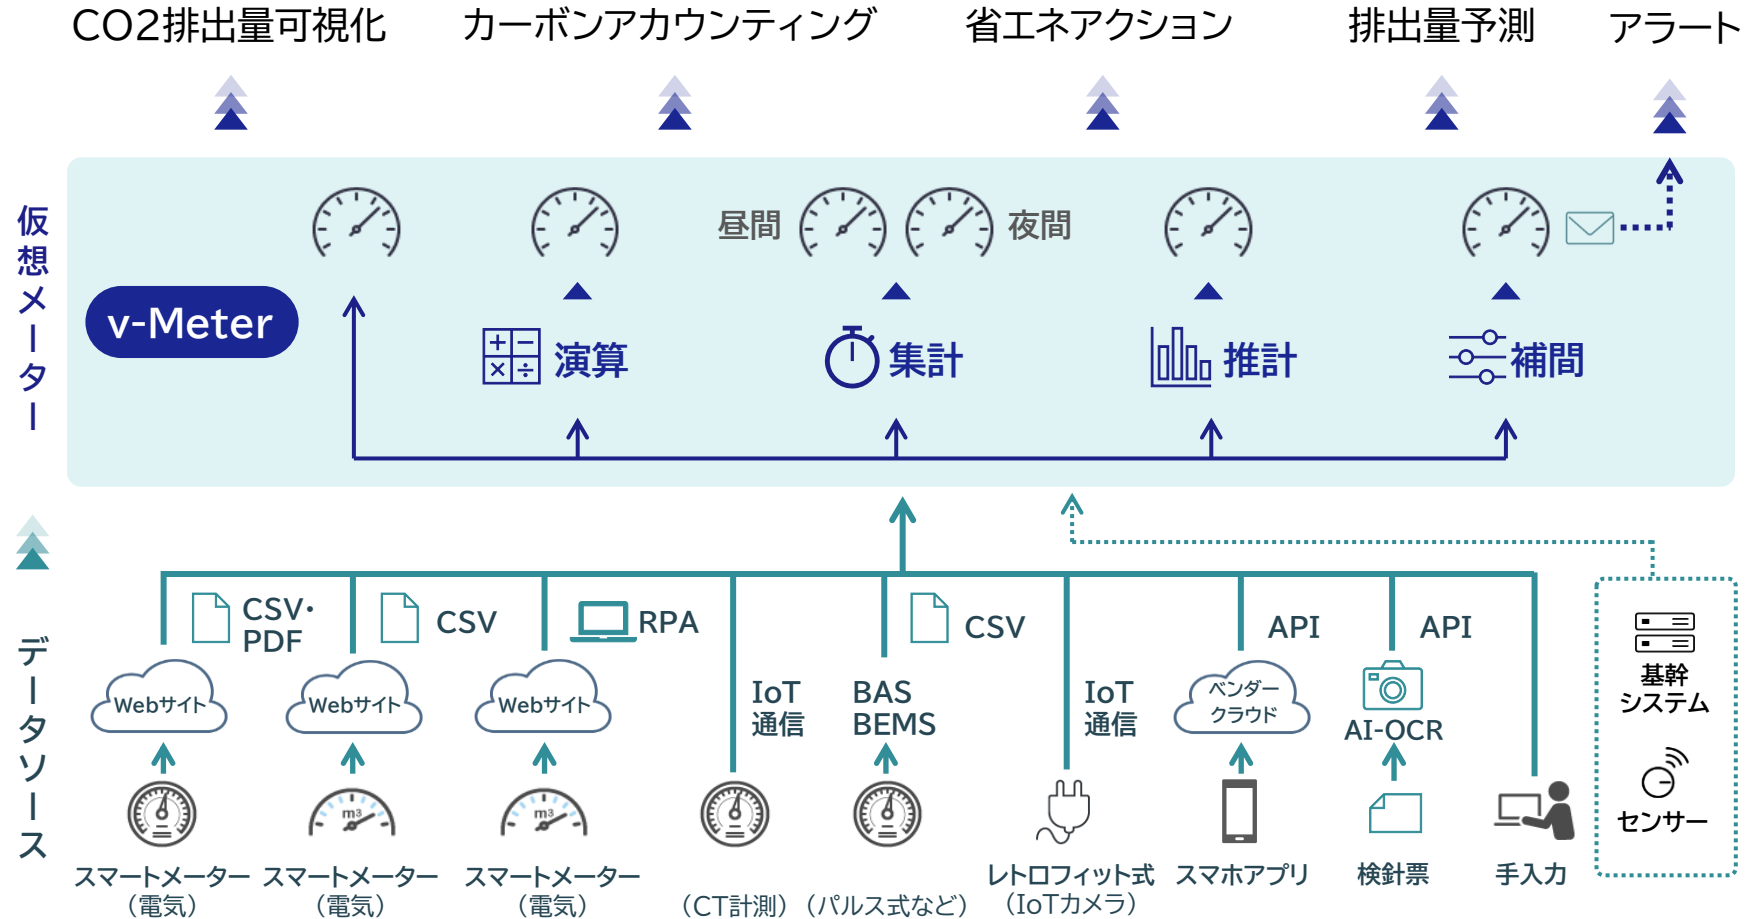 CO2排出量可視化
カーボンアカウンティング
省エネアクション
排出量予測
アラート
仮想メーター
昼間
夜間
v-Meter
演算
集計
推計
補間
データソース
CSV・
PDF
CSV
RPA
CSV
API
API
Webサイト
Webサイト
Webサイト
IoT
通信
BAS
BEMS
IoT
通信
ベンダー
クラウド
AI-OCR
基幹
システム
センサー
m³
m³
スマートメーター
（電気）
スマートメーター
（電気）
スマートメーター
（電気）
（CT計測）
（パルス式など）
レトロフィット式
（IoTカメラ）
スマホアプリ
検針票
手入力